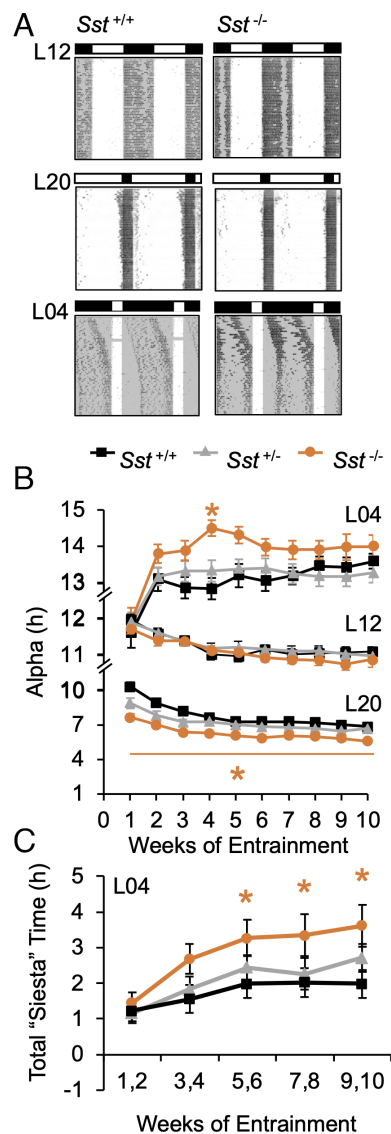 A
Sst +/+ Sst -/-
L12
L20
L04
Sst +/+ Sst +/- Sst -/-
B
15
14
13
12
11
10
7
4
1
Alpha (h)
L04
L12
L20
*
*
0 1 2 3 4 5 6 7 8 9 10
Weeks of Entrainment
C
L04
5
4
3
2
1
0
-1
Total “Siesta” Time (h)
* * *
1,2 3,4 5,6 7,8 9,10
Weeks of Entrainment